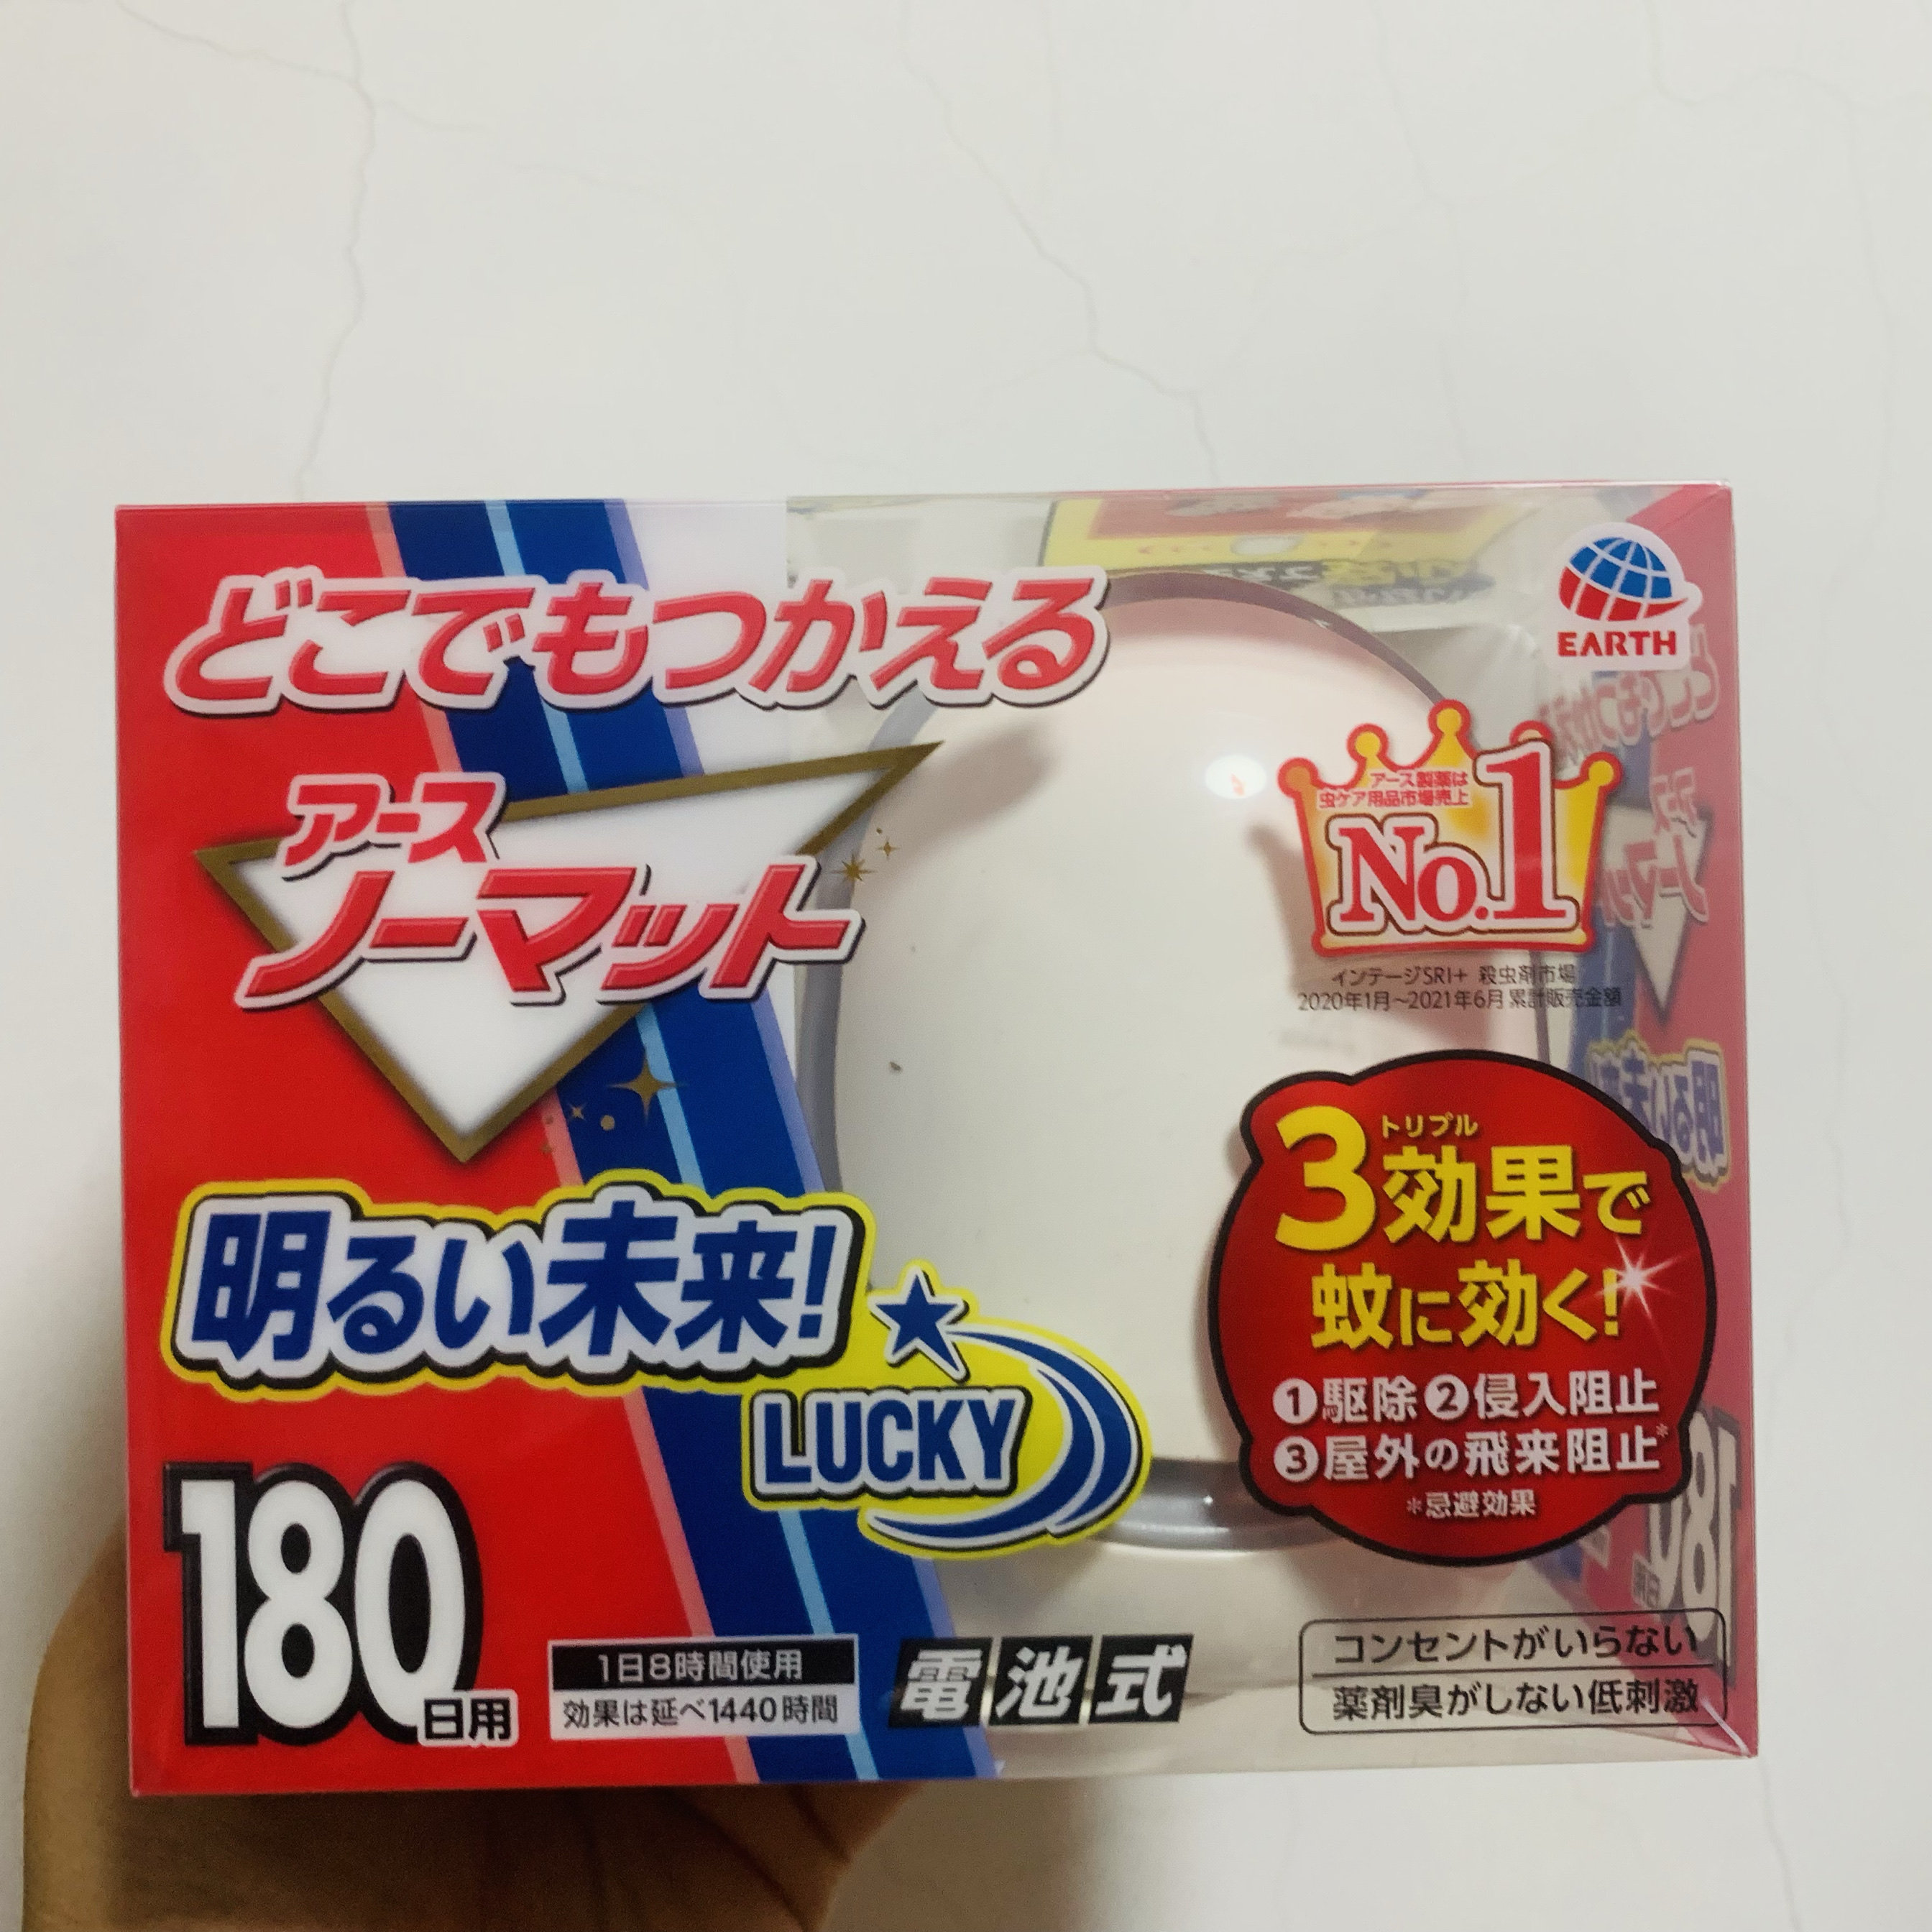 どこでもつかえる
EARTH
アース
ノーマット
アース製薬は
虫ケア用品市場売上
No.1
インテージSRI+ 殺虫剤市場
2020年1月~2021年6月 累計販売金額
明るい未来!
LUCKY
トリプル
3効果で
蚊に効く!
①駆除②侵入阻止
③屋外の飛来阻止*
*忌避効果
180日用
1日8時間使用
効果は延べ1440時間
電池式
コンセントがいらない
薬剤臭がしない低刺激